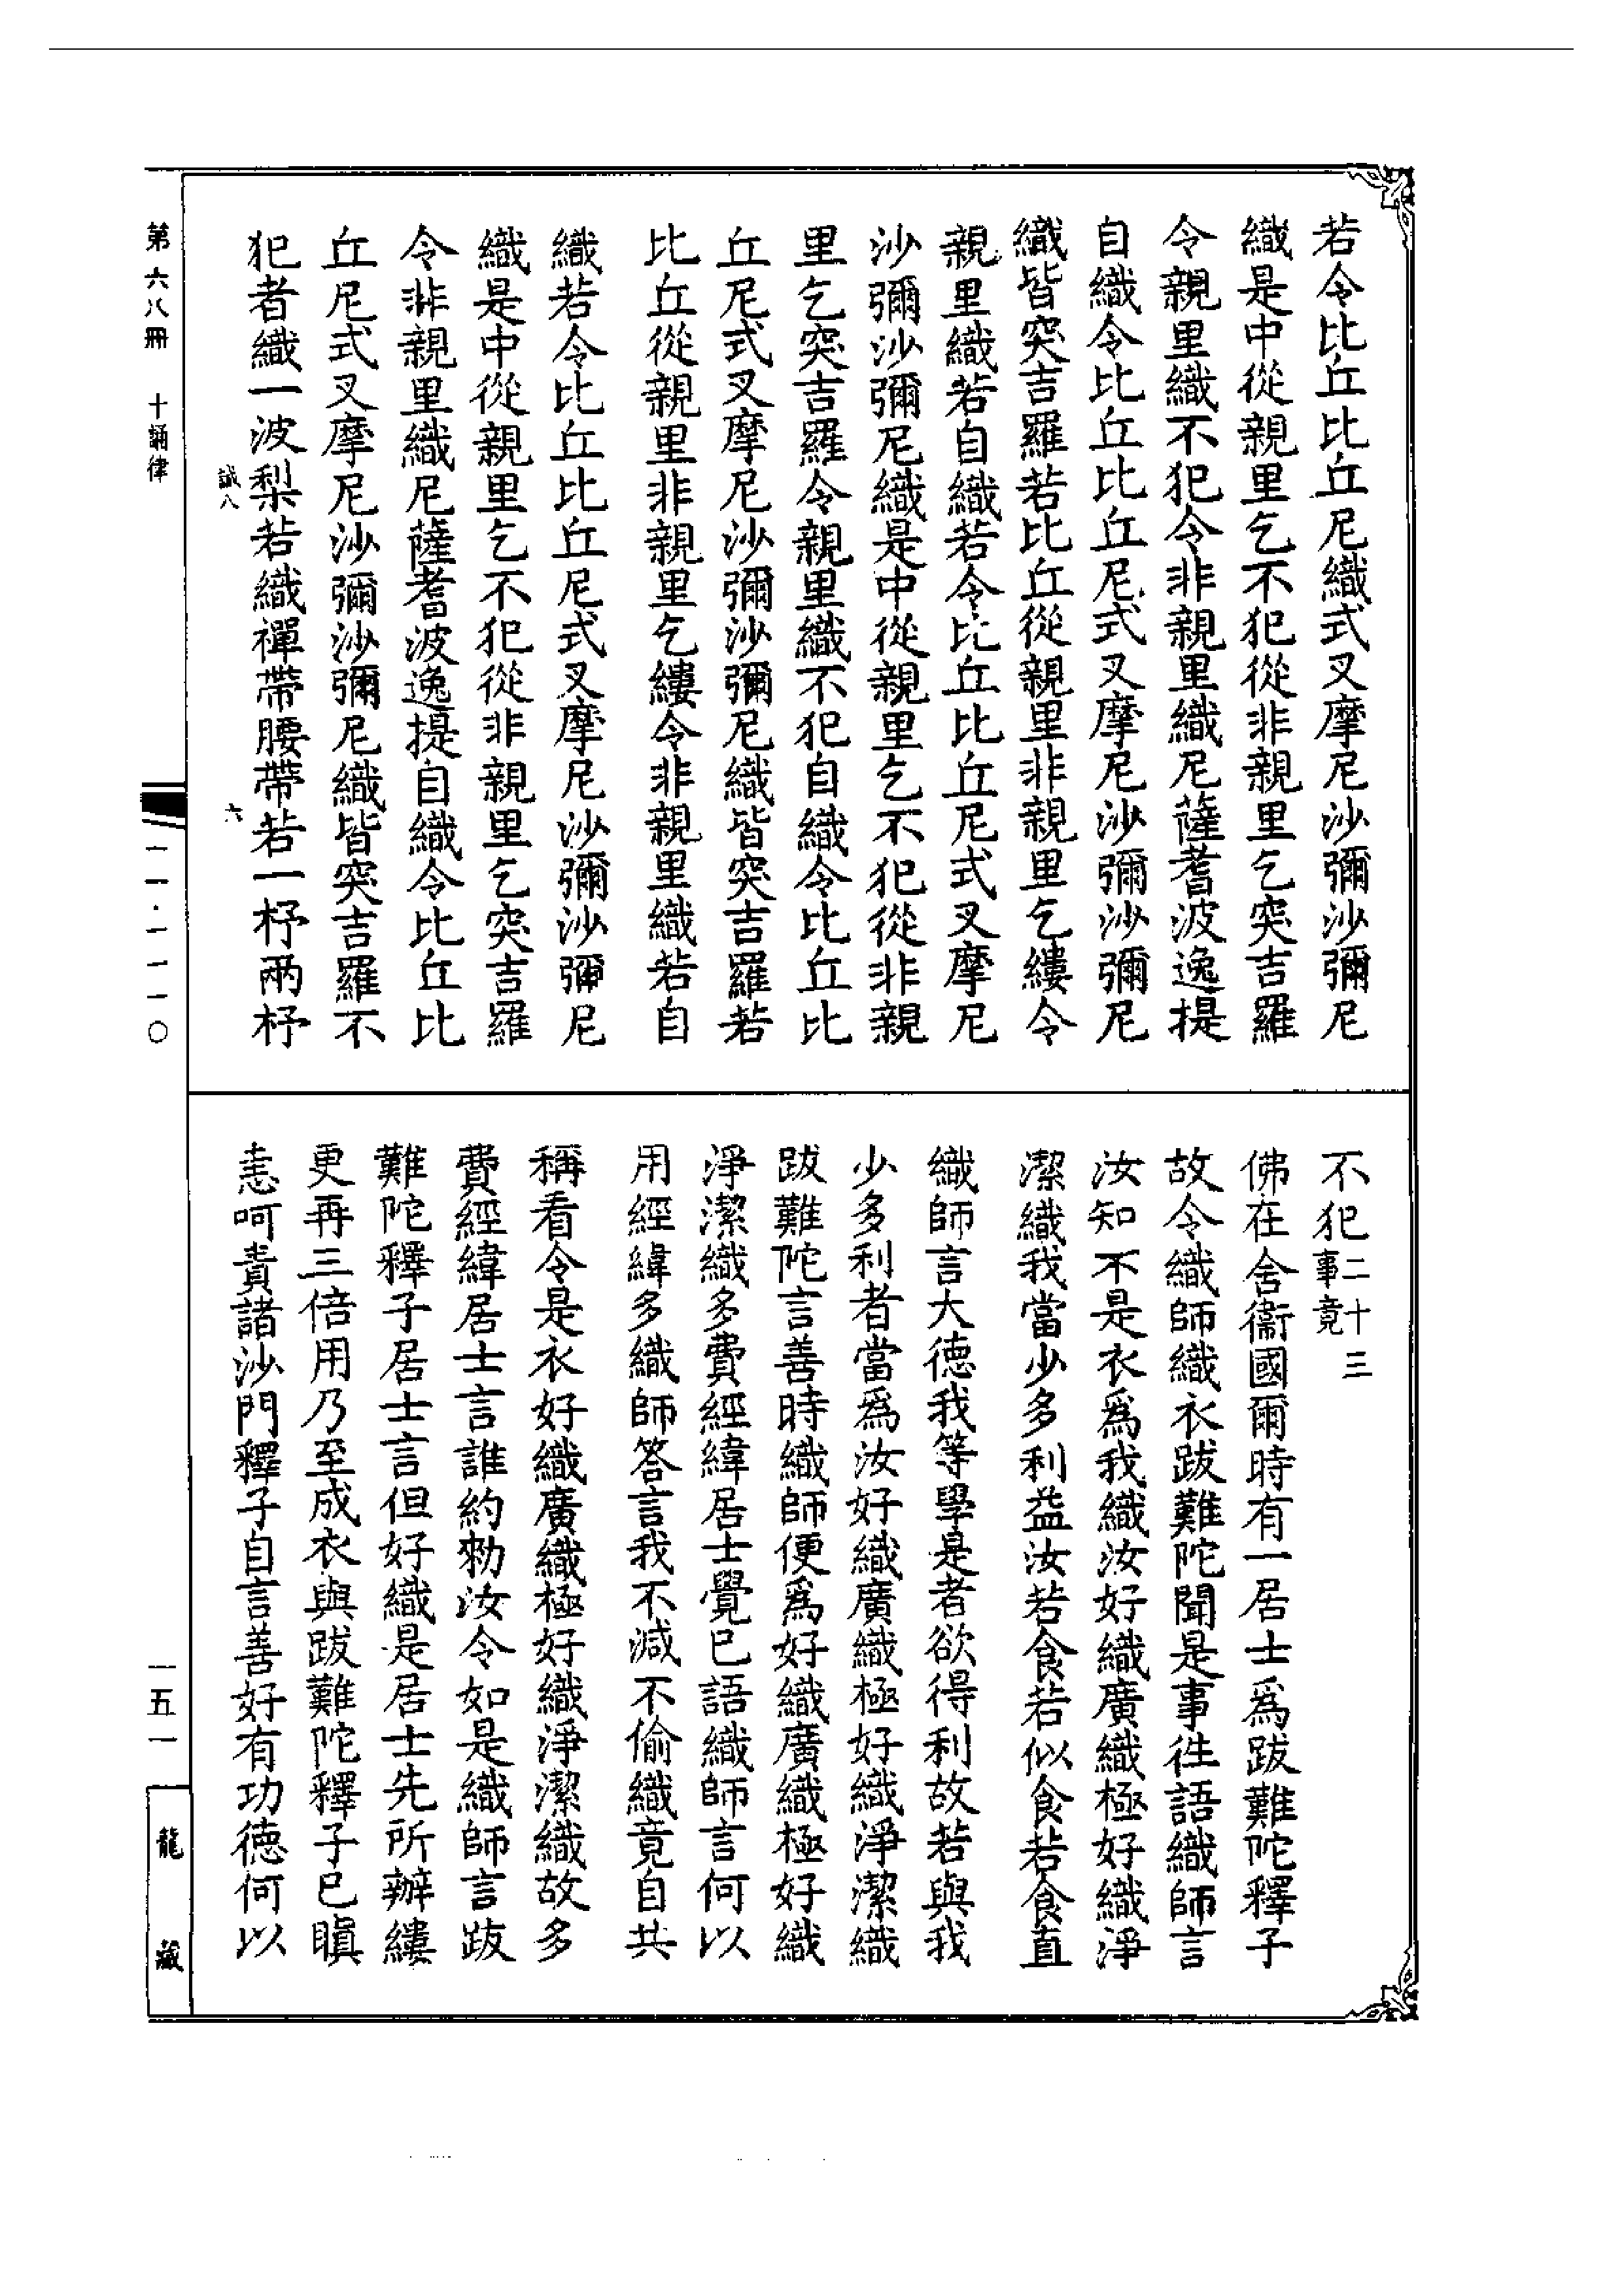 若令比丘比丘尼織式叉摩尼沙彌沙彌尼
織是中從親里乞不犯從非親里乞突吉羅
令親里織不犯令非親里織尼薩耆波逸提
自織令比丘比丘尼式叉摩尼沙彌沙彌尼
織皆突吉羅若比丘從親里非親里乞縷令
親里織若自織若令比丘比丘尼式叉摩尼
沙彌沙彌尼織是中從親里乞不犯從非親
里乞突吉羅令親里織不犯自織令比丘比
丘尼式叉摩尼沙彌沙彌尼織皆突吉羅若
比丘從親里非親里乞縷令非親里織若自
織若令比丘比丘尼式叉摩尼沙彌沙彌尼
織是中從親里乞不犯從非親里乞突吉羅
令非親里織尼薩耆波逸提自織令比丘比
丘尼式叉摩尼沙彌沙彌尼織皆突吉羅不
犯者織一波梨若織禪帶腰帶若一杼兩杼
不犯二十三事竟
佛在舍衞國爾時有一居士爲跋難陀釋子
故令織師織衣跋難陀聞是事徃語織師言
汝知不是衣爲我織汝好織廣織極好織淨
潔織我當少多利益汝若食若似食若食直
織師言大德我等學是者欲得利故若與我
少多利者當爲汝好織廣織極好織淨潔織
跋難陀言善時織師便爲好織廣織極好織
淨潔織多費經緯居士覺已語織師言何以
用經緯多織師答言我不減不偷織竟自共
稱看令是衣好織廣織極好織淨潔織故多
費經緯居士言誰約勑汝令如是織師言跋
難陀釋子居士言但好織是居士先所辦縷
更再三倍用乃至成衣與跋難陀釋子已瞋
恚呵責諸沙門釋子自言善好有功德何以
誠八 六
第六八冊 十誦律 一一·一一一〇 一五一 龍藏